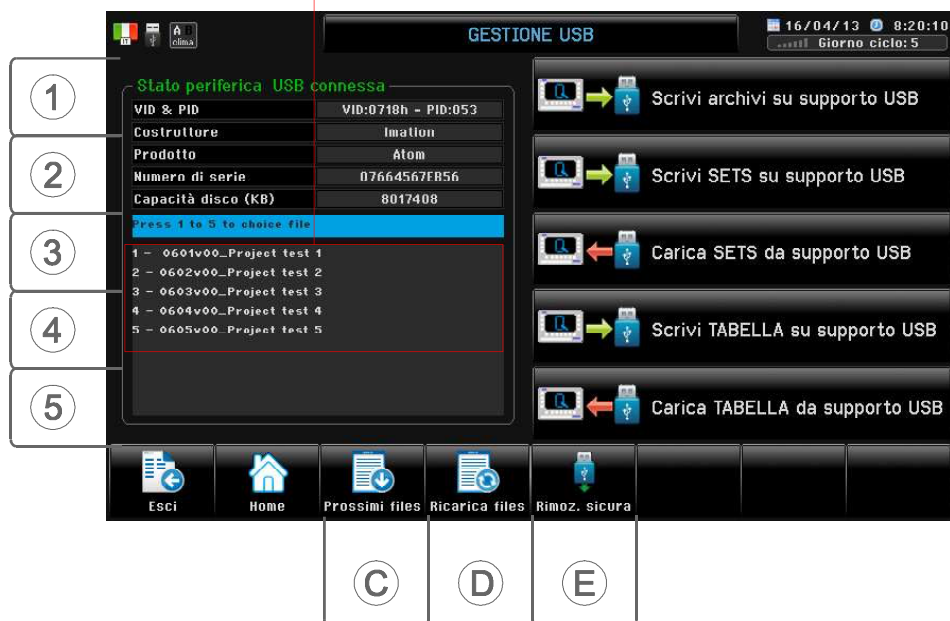 IT
A B
clima
GESTIONE USB
16/04/13 8:20:10
Giorno ciclo: 5
1
2
3
4
5
Stato periferica USB connessa
VID & PID VID:0718h - PID:053
Costruttore Imation
Prodotto Atom
Numero di serie 07664567EB56
Capacità disco (KB) 8017408
Press 1 to 5 to choice file
1 - 0601v00_Project test 1
2 - 0602v00_Project test 2
3 - 0603v00_Project test 3
4 - 0604v00_Project test 4
5 - 0605v00_Project test 5
Scrivi archivi su supporto USB
Scrivi SETS su supporto USB
Carica SETS da supporto USB
Scrivi TABELLA su supporto USB
Carica TABELLA da supporto USB
Esci Home Prossimi files Ricarica files Rimoz. sicura
C D E